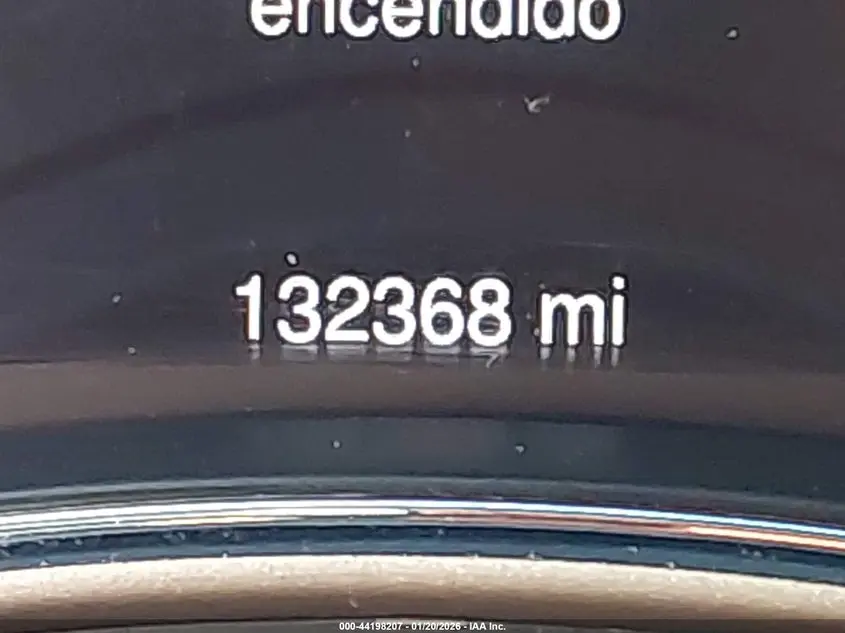 encendido
132368 mi
000-44198207 - 01/20/2026 - IAA Inc.